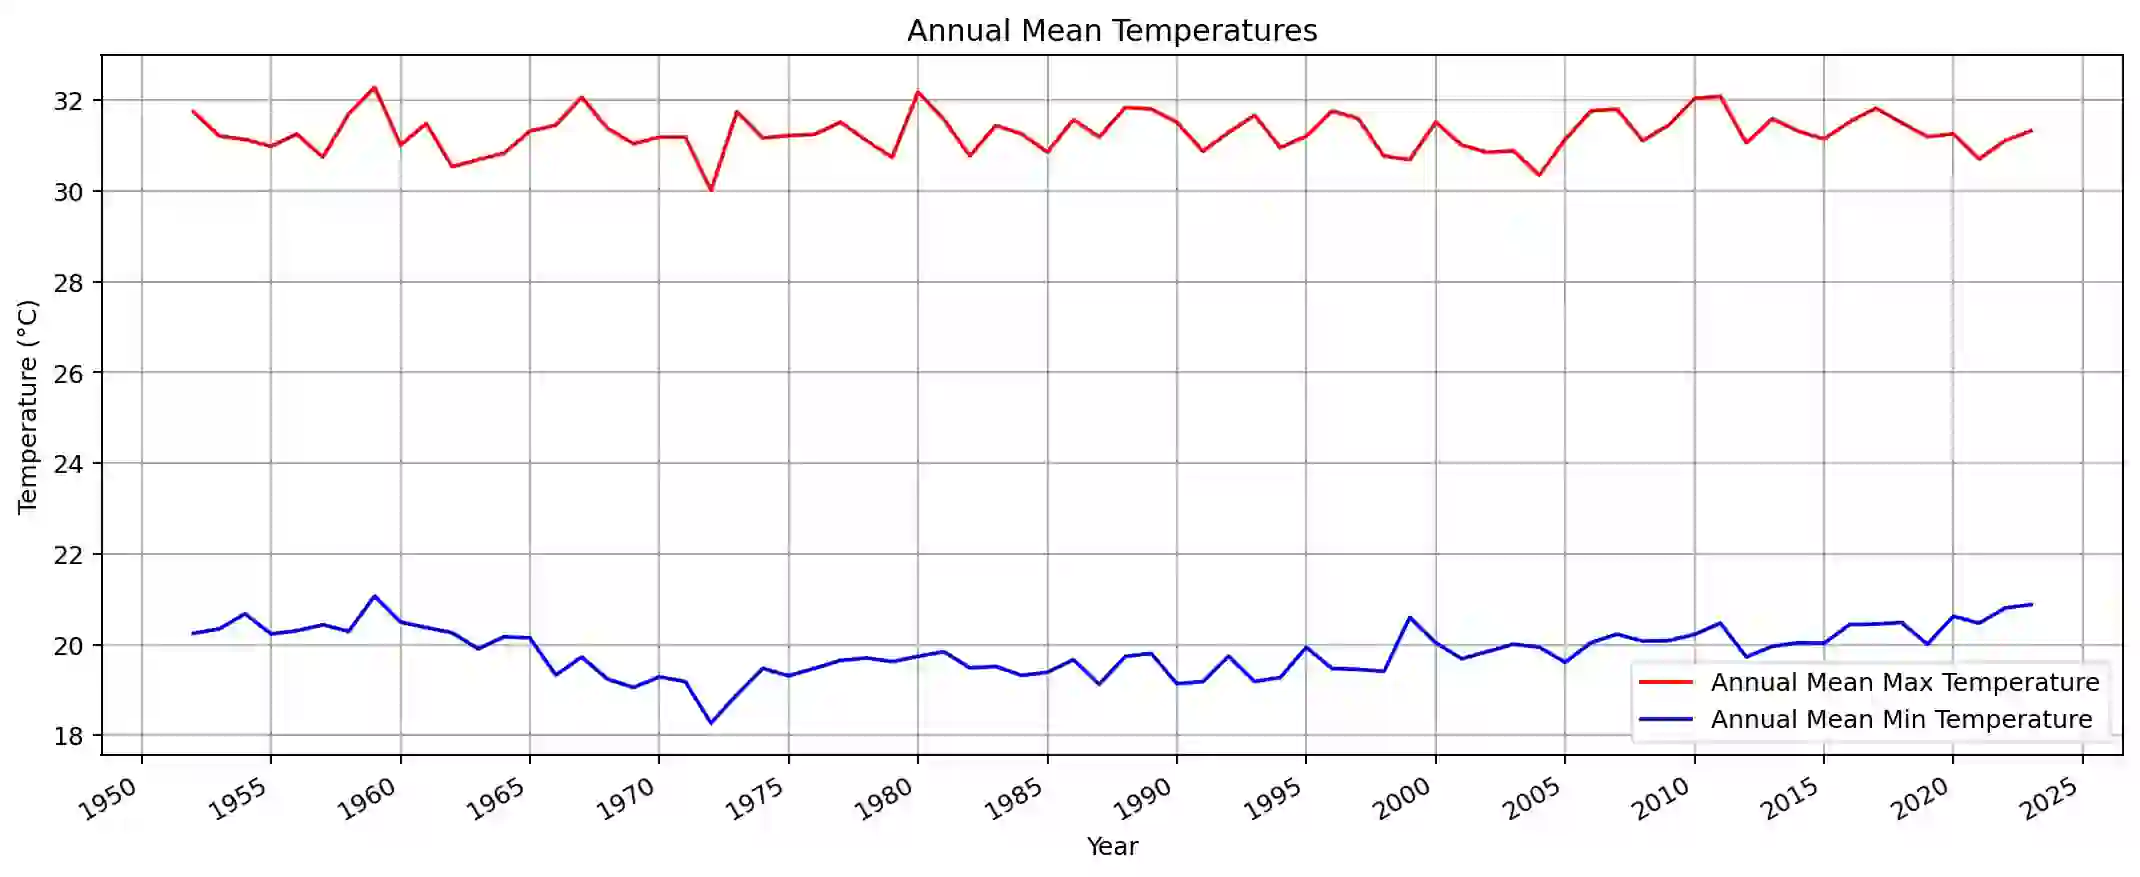 Annual Mean Temperatures
Temperature (°C)
32
30
28
26
24
22
20
18
Annual Mean Max Temperature
Annual Mean Min Temperature
1950 1955 1960 1965 1970 1975 1980 1985 1990 1995 2000 2005 2010 2015 2020 2025
Year